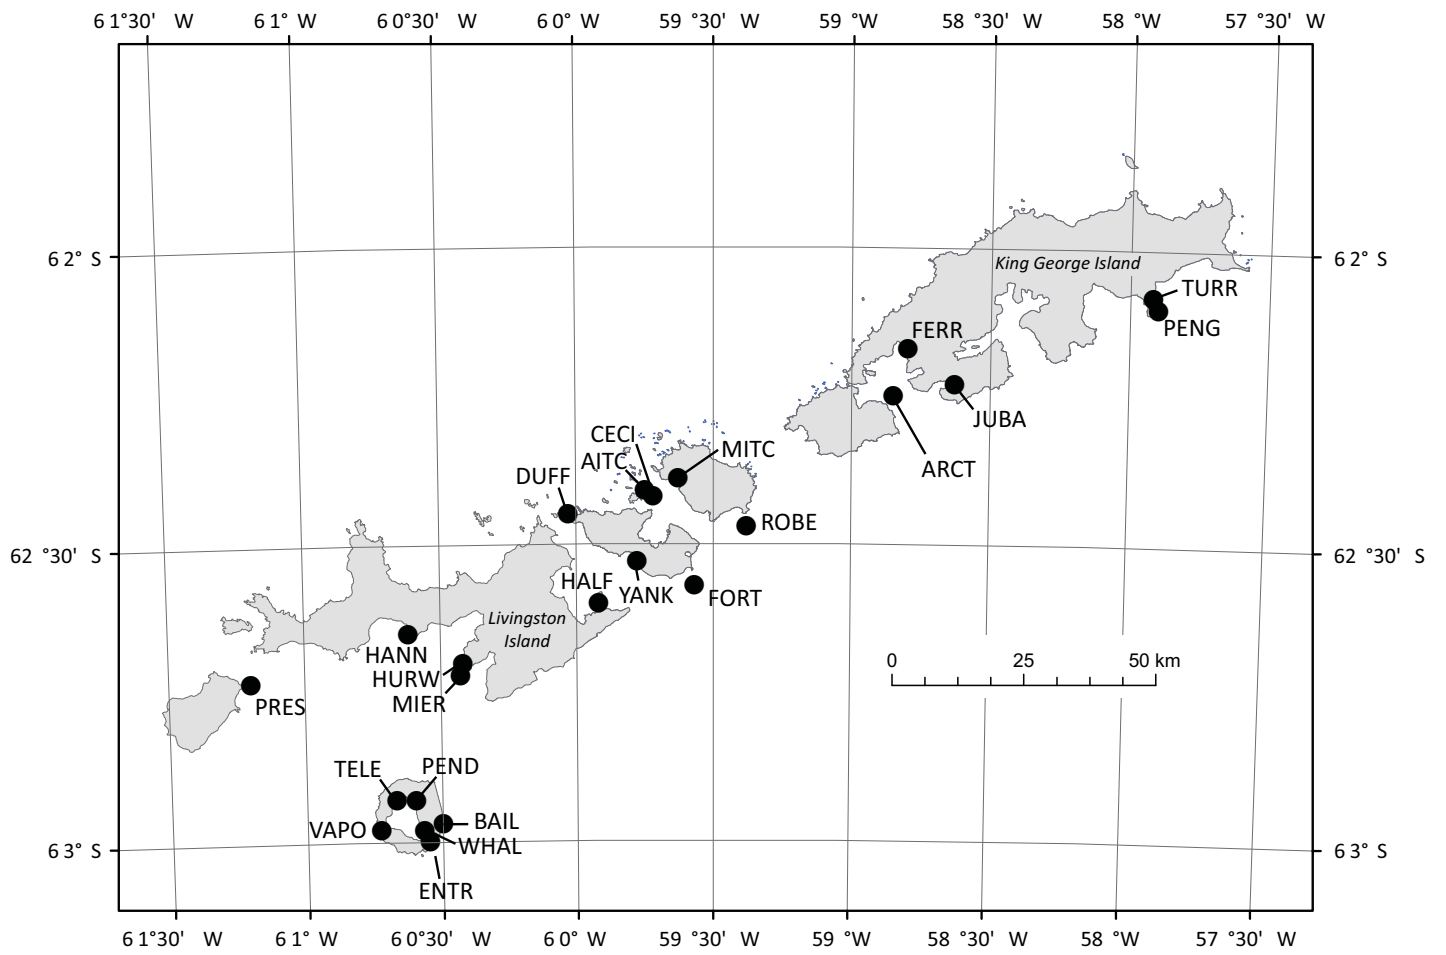 61°30' W 61° W 60°30' W 60° W 59°30' W 59° W 58°30' W 58° W 57°30' W
62° S
King George Island
62° S
TURR
PENG
FERR
JUBA
CECI
MITC
AITC
ARCT
DUFF
ROBE
62°30' S
62°30' S
HALF
YANK
FORT
Livingston
Island
HANN
HURW
MIER
0 25 50 km
PRES
TELE
PEND
VAPO
BAIL
WHAL
63° S
63° S
ENTR
61°30' W 61° W 60°30' W 60° W 59°30' W 59° W 58°30' W 58° W 57°30' W